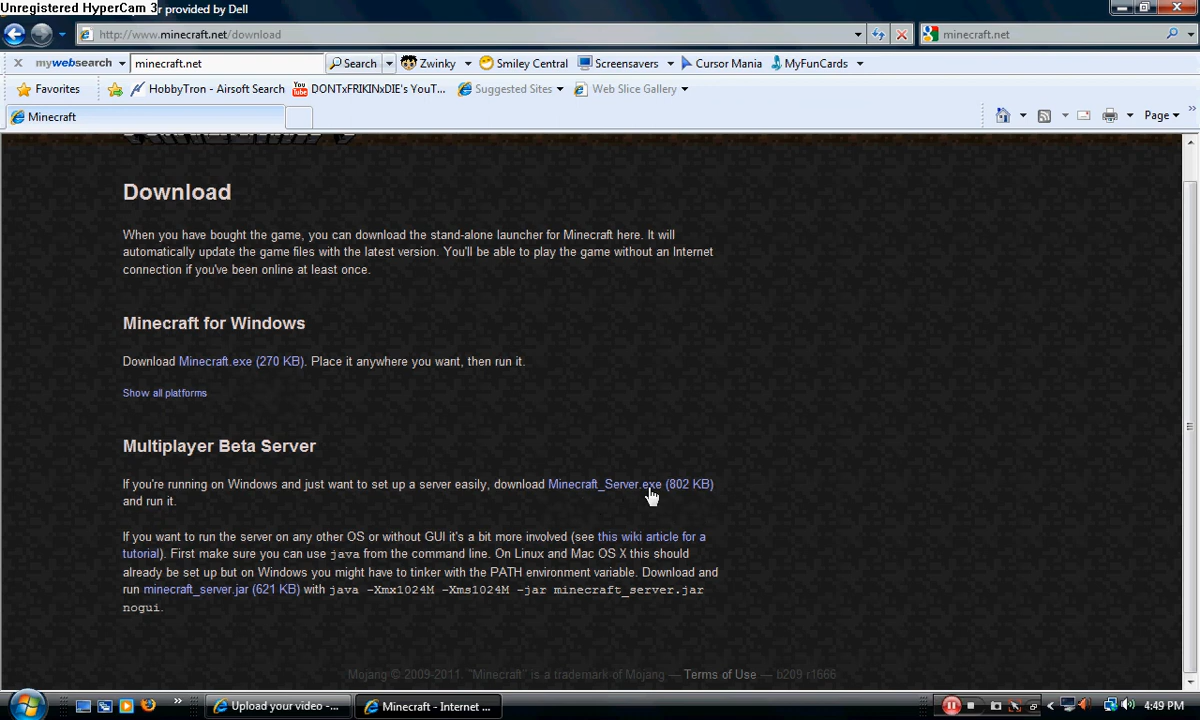 Unregistered HyperCam 3
r provided by Dell
http://www.minecraft.net/download
minecraft.net
mywebsearch
minecraft.net
Search
Zwinky
Smiley Central
Screensavers
Cursor Mania
MyFunCards
Favorites
HobbyTron - Airsoft Search
DONTxFRIKINxDIE's YouT...
Suggested Sites
Web Slice Gallery
Minecraft
Page
Download
When you have bought the game, you can download the stand-alone launcher for Minecraft here. It will
automatically update the game files with the latest version. You'll be able to play the game without an Internet
connection if you've been online at least once.
Minecraft for Windows
Download Minecraft.exe (270 KB). Place it anywhere you want, then run it.
Show all platforms
Multiplayer Beta Server
If you're running on Windows and just want to set up a server easily, download Minecraft_Server.exe (802 KB)
and run it.
If you want to run the server on any other OS or without GUI it's a bit more involved (see this wiki article for a
tutorial). First make sure you can use java from the command line. On Linux and Mac OS X this should
already be set up but on Windows you might have to tinker with the PATH environment variable. Download and
run minecraft_server.jar (621 KB) with java -Xmx1024M -Xms1024M -jar minecraft_server.jar
nogui.
Mojang © 2009-2011. "Minecraft" is a trademark of Mojang — Terms of Use — b209 r1666
Upload your video -...
Minecraft - Internet ...
4:49 PM